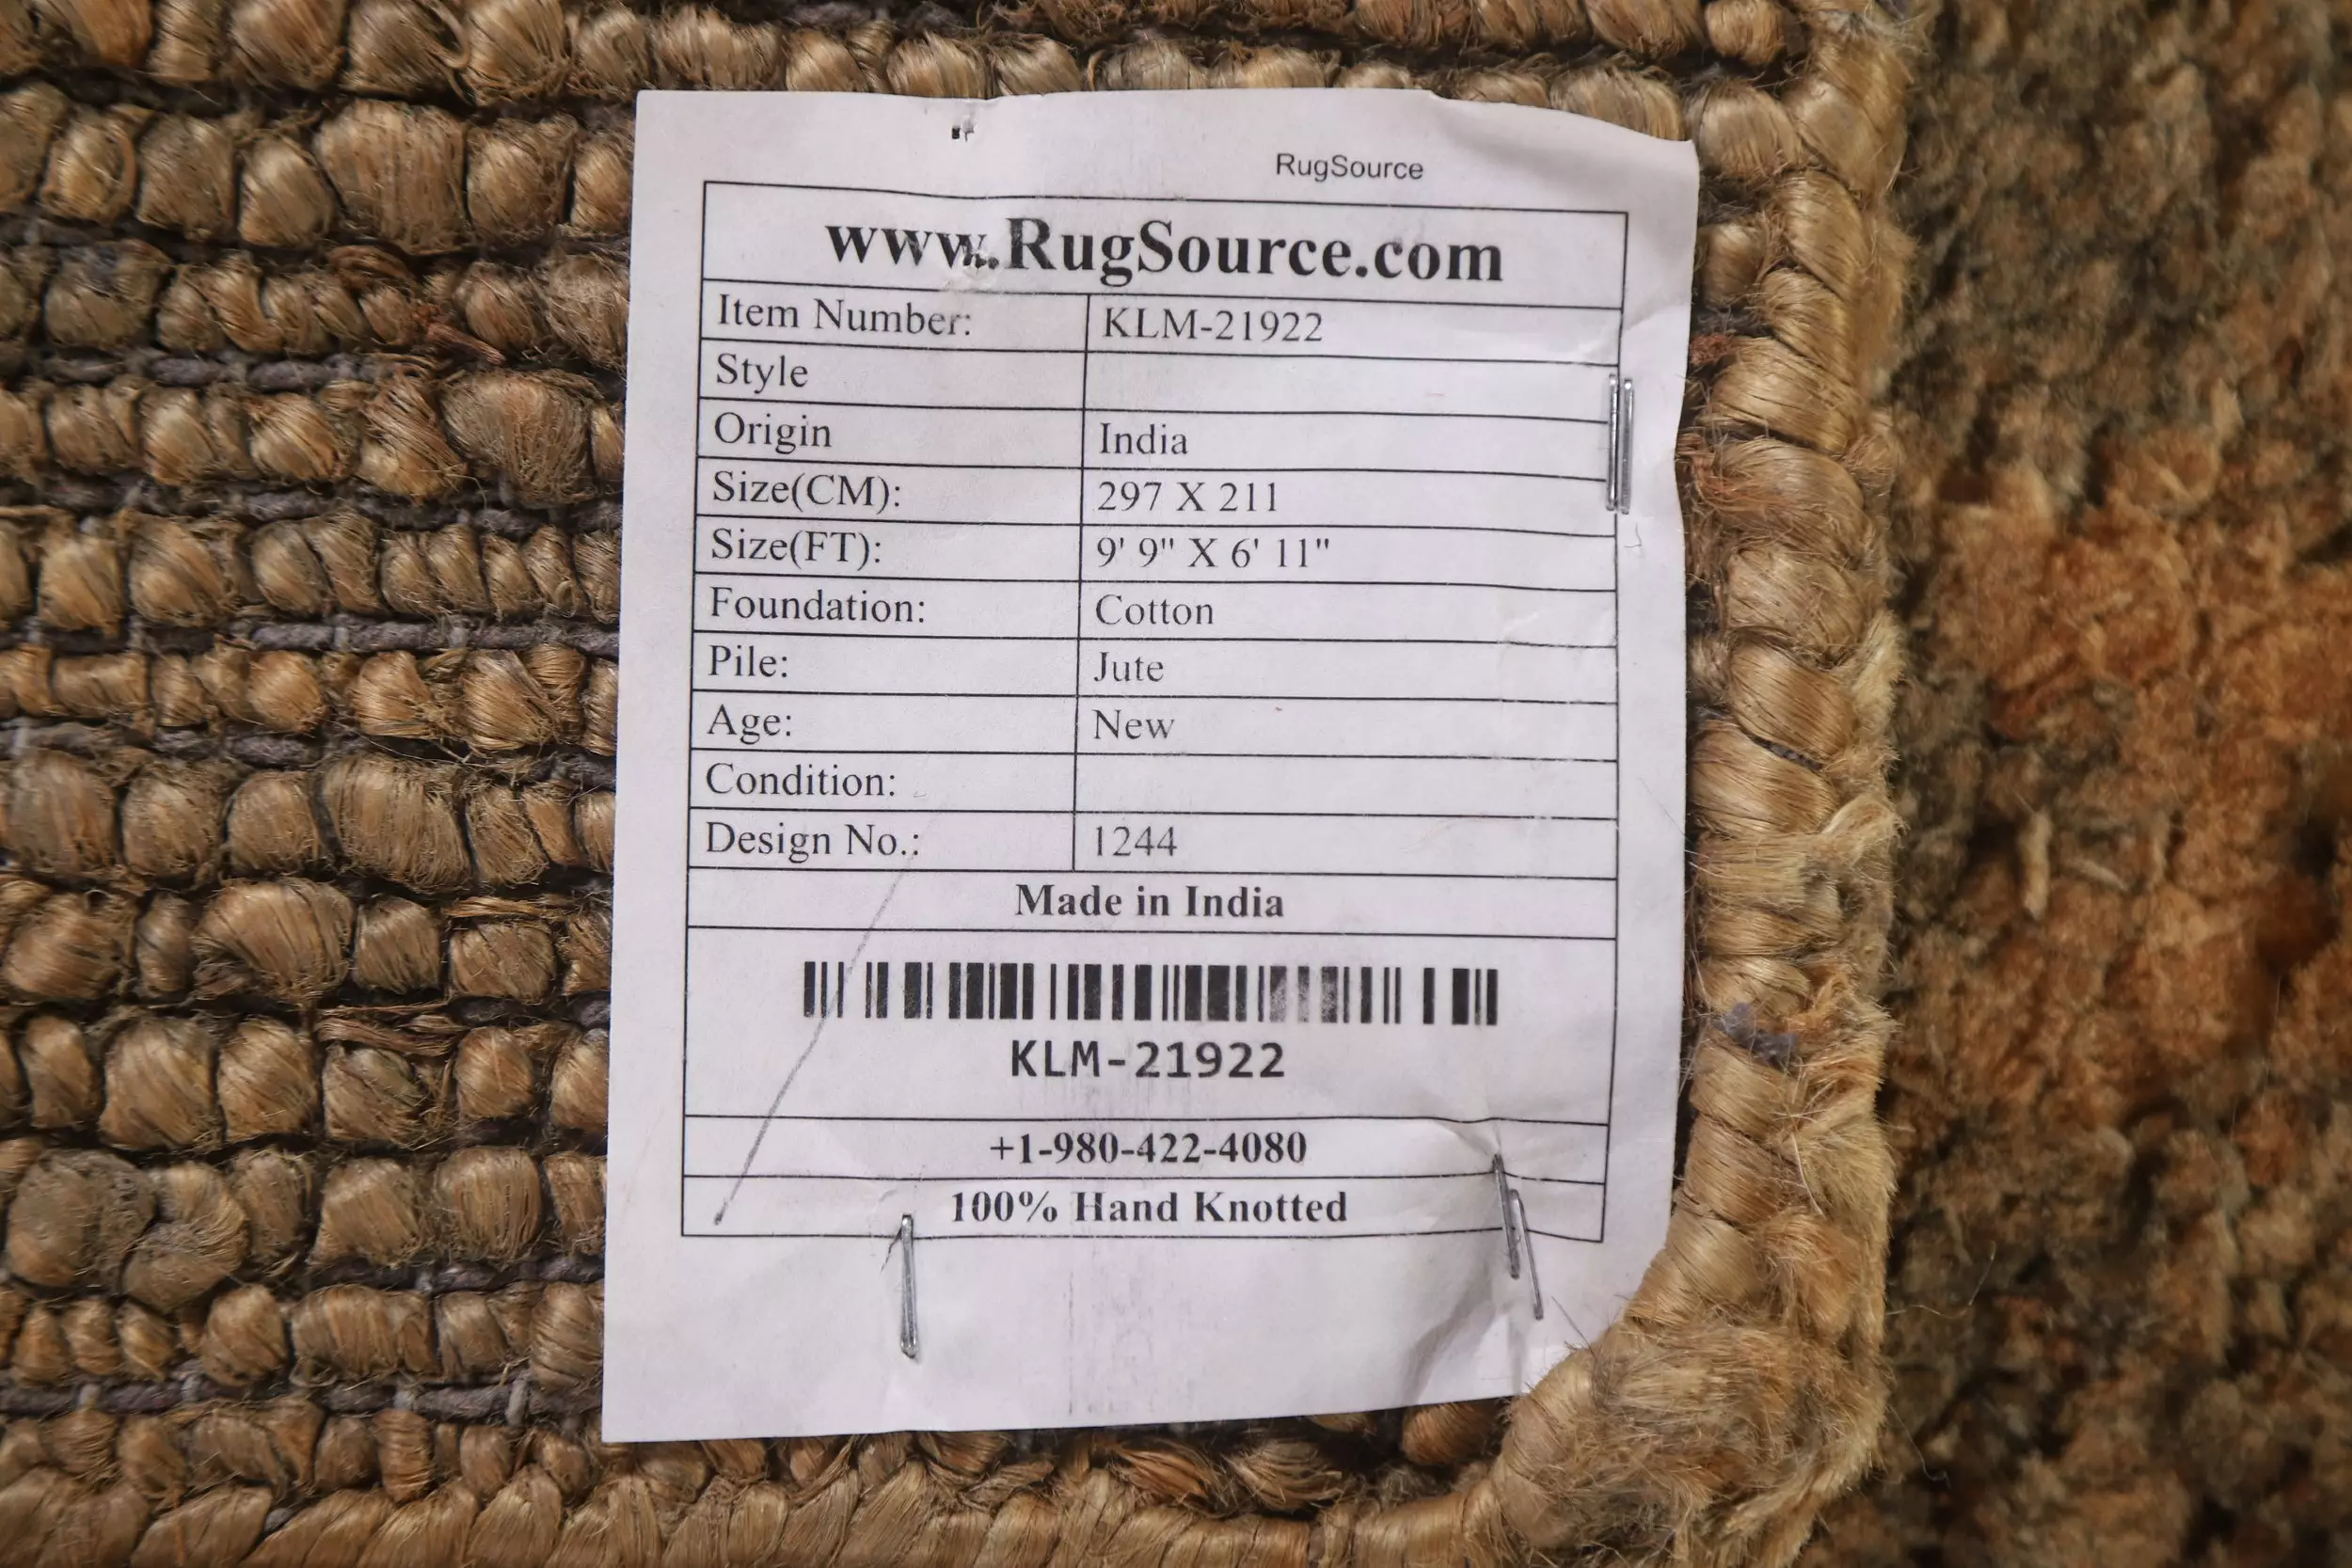 RugSource
www.RugSource.com
Item Number: KLM-21922
Style
Origin India
Size(CM): 297 X 211
Size(FT): 9' 9" X 6' 11"
Foundation: Cotton
Pile: Jute
Age: New
Condition:
Design No.: 1244
Made in India
KLM-21922
+1-980-422-4080
100% Hand Knotted